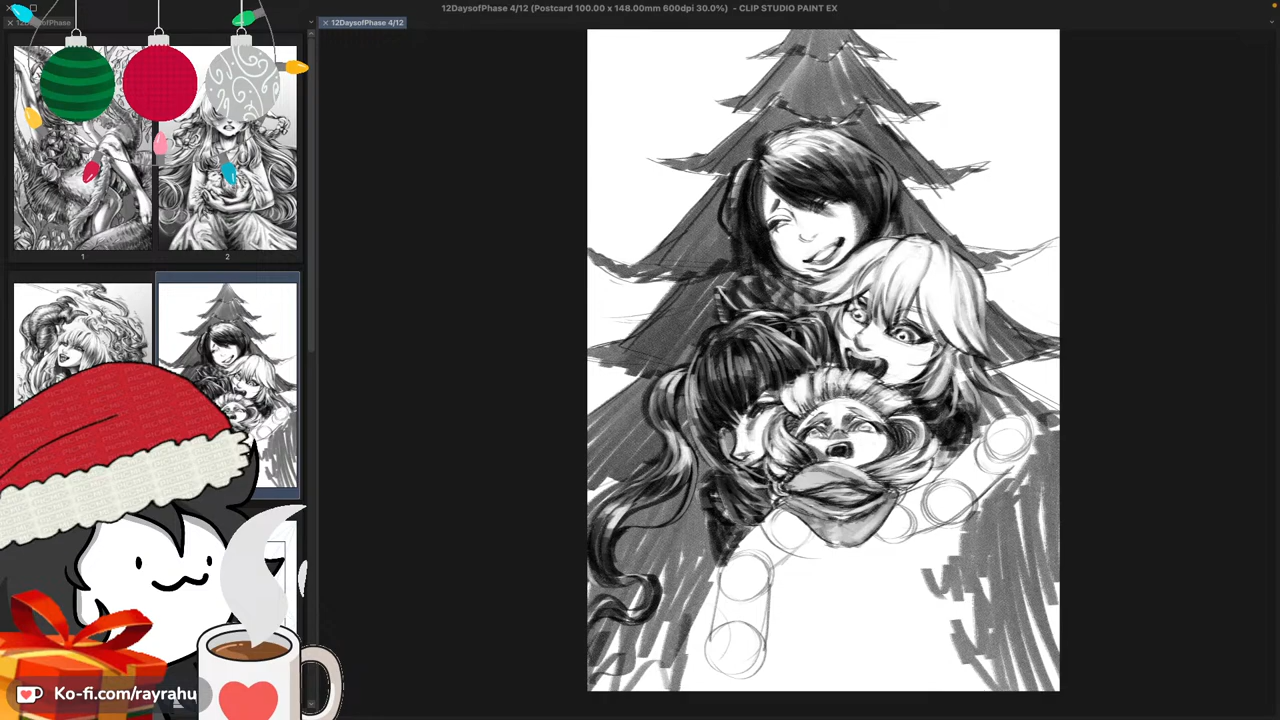 12DaysofPhase 4/12 (Postcard 100.00 x 148.00mm 600dpi 30.0%) - CLIP STUDIO PAINT EX
12DaysofPhase
12DaysofPhase 4/12
1
2
Ko-fi.com/rayrahu